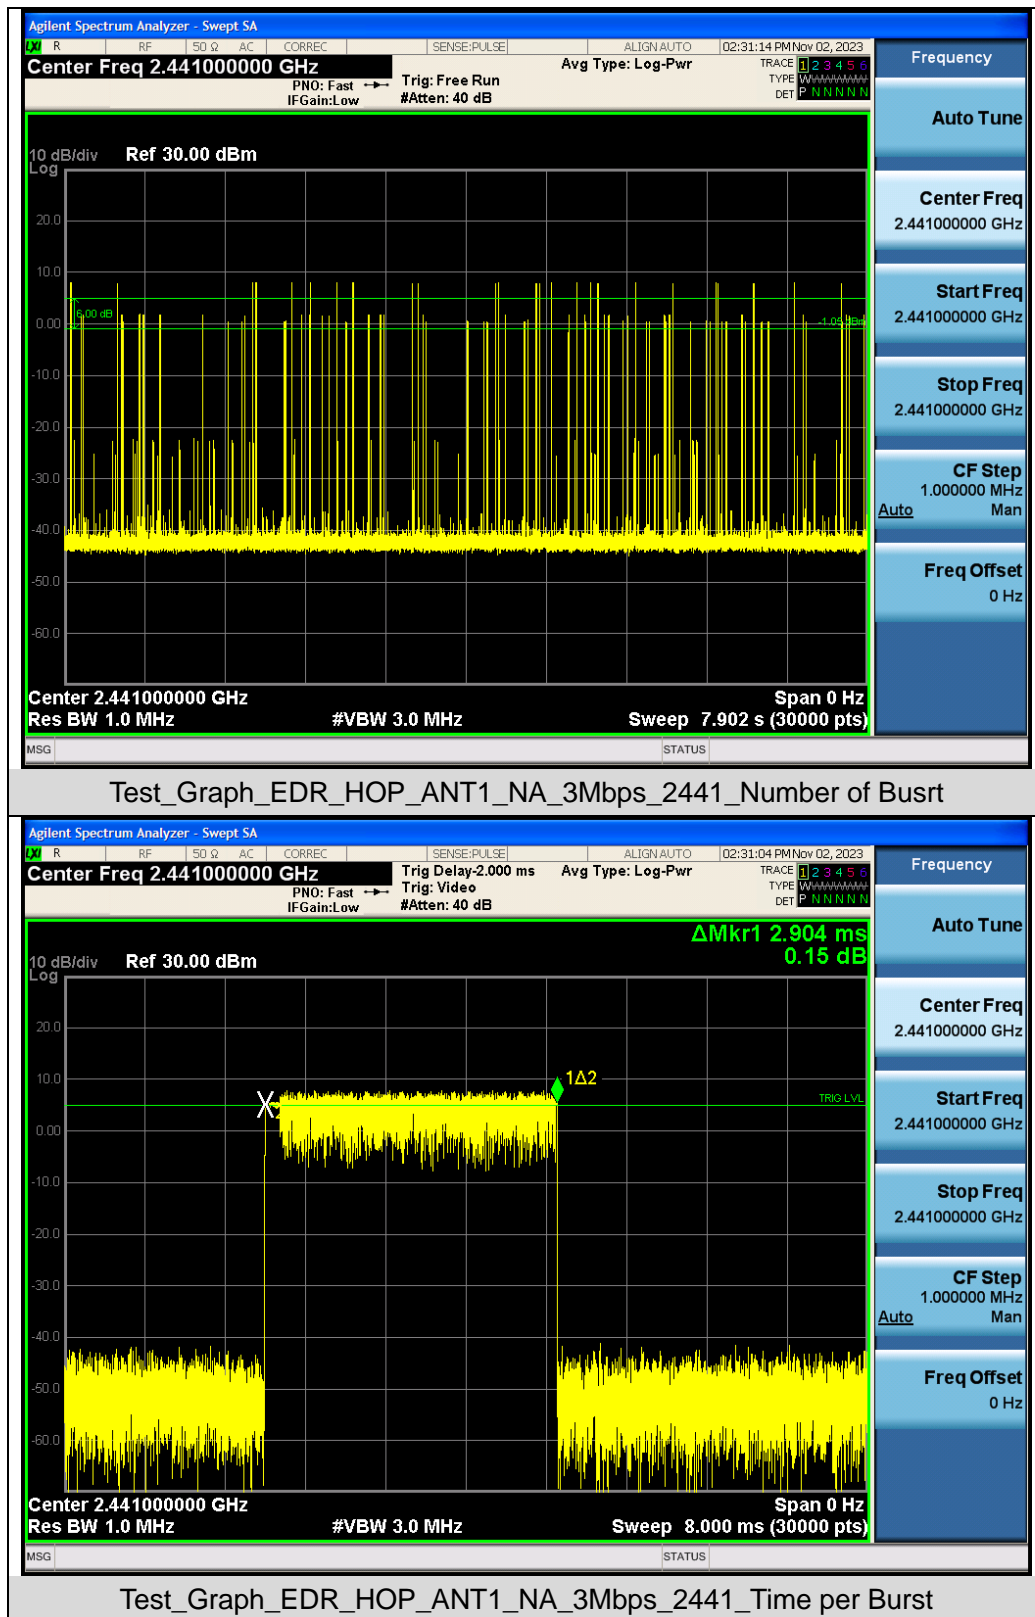 Agilent Spectrum Analyzer - Swept SA
LXI R RF 50 Ω AC CORREC SENSE:PULSE ALIGN AUTO 02:31:14 PM Nov 02, 2023
Center Freq 2.441000000 GHz
PNO: Fast
IFGain:Low
Trig: Free Run
#Atten: 40 dB
Avg Type: Log-Pwr
TRACE 1 2 3 4 5 6
TYPE W
DET P N N N N N
10 dB/div
Log
Ref 30.00 dBm
20.0
10.0
6.00 dB
0.00
-1.05 dBm
-10.0
-20.0
-30.0
-40.0
-50.0
-60.0
Center 2.441000000 GHz
Span 0 Hz
Res BW 1.0 MHz
#VBW 3.0 MHz
Sweep 7.902 s (30000 pts)
MSG
STATUS
Frequency
Auto Tune
Center Freq
2.441000000 GHz
Start Freq
2.441000000 GHz
Stop Freq
2.441000000 GHz
CF Step
1.000000 MHz
Auto Man
Freq Offset
0 Hz
Test_Graph_EDR_HOP_ANT1_NA_3Mbps_2441_Number of Busrt
Agilent Spectrum Analyzer - Swept SA
LXI R RF 50 Ω AC CORREC SENSE:PULSE ALIGN AUTO 02:31:04 PM Nov 02, 2023
Center Freq 2.441000000 GHz
PNO: Fast
IFGain:Low
Trig Delay-2.000 ms
Trig: Video
#Atten: 40 dB
Avg Type: Log-Pwr
TRACE 1 2 3 4 5 6
TYPE W
DET P N N N N N
ΔMkr1 2.904 ms
0.15 dB
10 dB/div
Log
Ref 30.00 dBm
20.0
10.0
1Δ2
TRIG LVL
0.00
-10.0
-20.0
-30.0
-40.0
-50.0
-60.0
Center 2.441000000 GHz
Span 0 Hz
Res BW 1.0 MHz
#VBW 3.0 MHz
Sweep 8.000 ms (30000 pts)
MSG
STATUS
Frequency
Auto Tune
Center Freq
2.441000000 GHz
Start Freq
2.441000000 GHz
Stop Freq
2.441000000 GHz
CF Step
1.000000 MHz
Auto Man
Freq Offset
0 Hz
Test_Graph_EDR_HOP_ANT1_NA_3Mbps_2441_Time per Burst